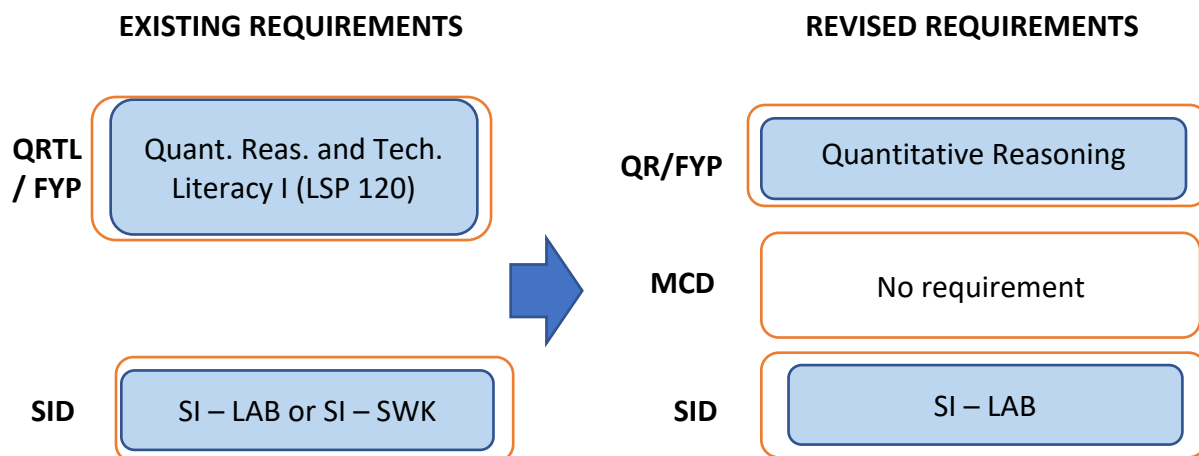 EXISTING REQUIREMENTS
REVISED REQUIREMENTS
QRTL
/ FYP
Quant. Reas. and Tech.
Literacy I (LSP 120)
SID
SI – LAB or SI – SWK
QR/FYP
Quantitative Reasoning
MCD
No requirement
SID
SI – LAB